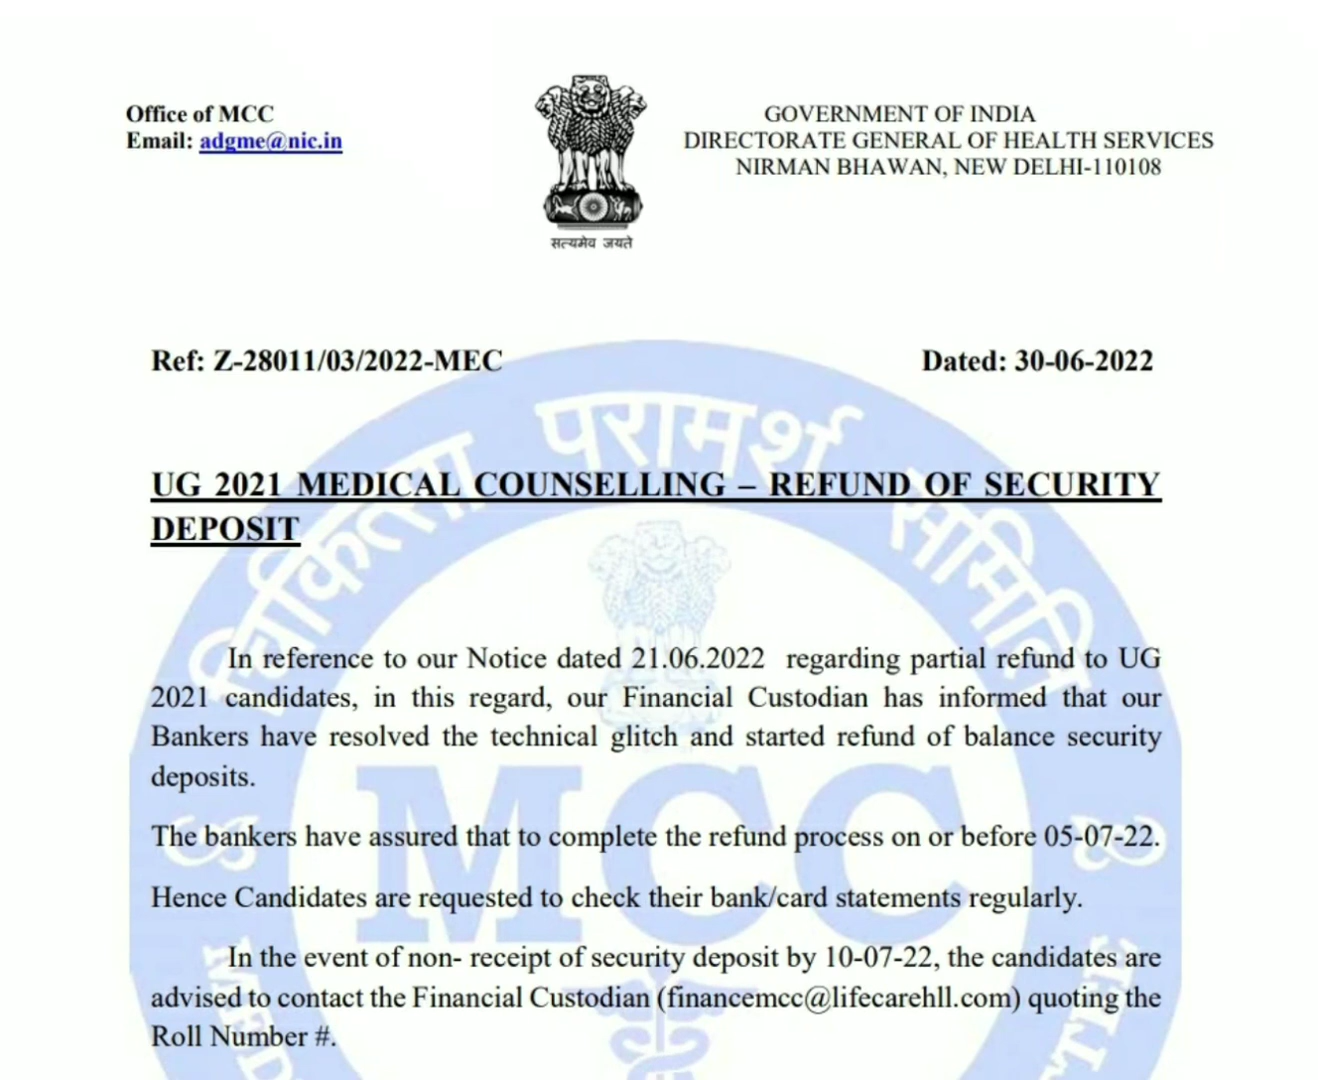 Office of MCC
Email: adgme@nic.in
सत्यमेव जयते
GOVERNMENT OF INDIA
DIRECTORATE GENERAL OF HEALTH SERVICES
NIRMAN BHAWAN, NEW DELHI-110108
Ref: Z-28011/03/2022-MEC
Dated: 30-06-2022
चिकित्सा परामर्श समिति
UG 2021 MEDICAL COUNSELLING – REFUND OF SECURITY
DEPOSIT
In reference to our Notice dated 21.06.2022 regarding partial refund to UG
2021 candidates, in this regard, our Financial Custodian has informed that our
Bankers have resolved the technical glitch and started refund of balance security
deposits.
MCC
The bankers have assured that to complete the refund process on or before 05-07-22.
Hence Candidates are requested to check their bank/card statements regularly.
In the event of non- receipt of security deposit by 10-07-22, the candidates are
advised to contact the Financial Custodian (financemcc@lifecarehll.com) quoting the
Roll Number #.